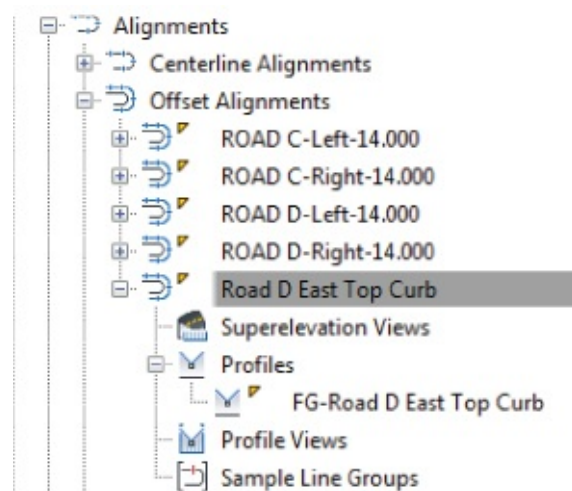 Alignments
Centerline Alignments
Offset Alignments
ROAD C-Left-14.000
ROAD C-Right-14.000
ROAD D-Left-14.000
ROAD D-Right-14.000
Road D East Top Curb
Superelevation Views
Profiles
FG-Road D East Top Curb
Profile Views
Sample Line Groups